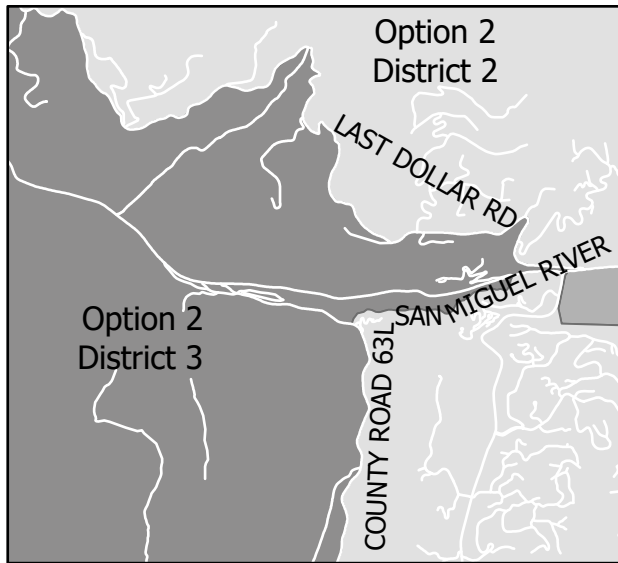 Option 2
District 2
LAST DOLLAR RD
SAN MIGUEL RIVER
Option 2
District 3
COUNTY ROAD 63L